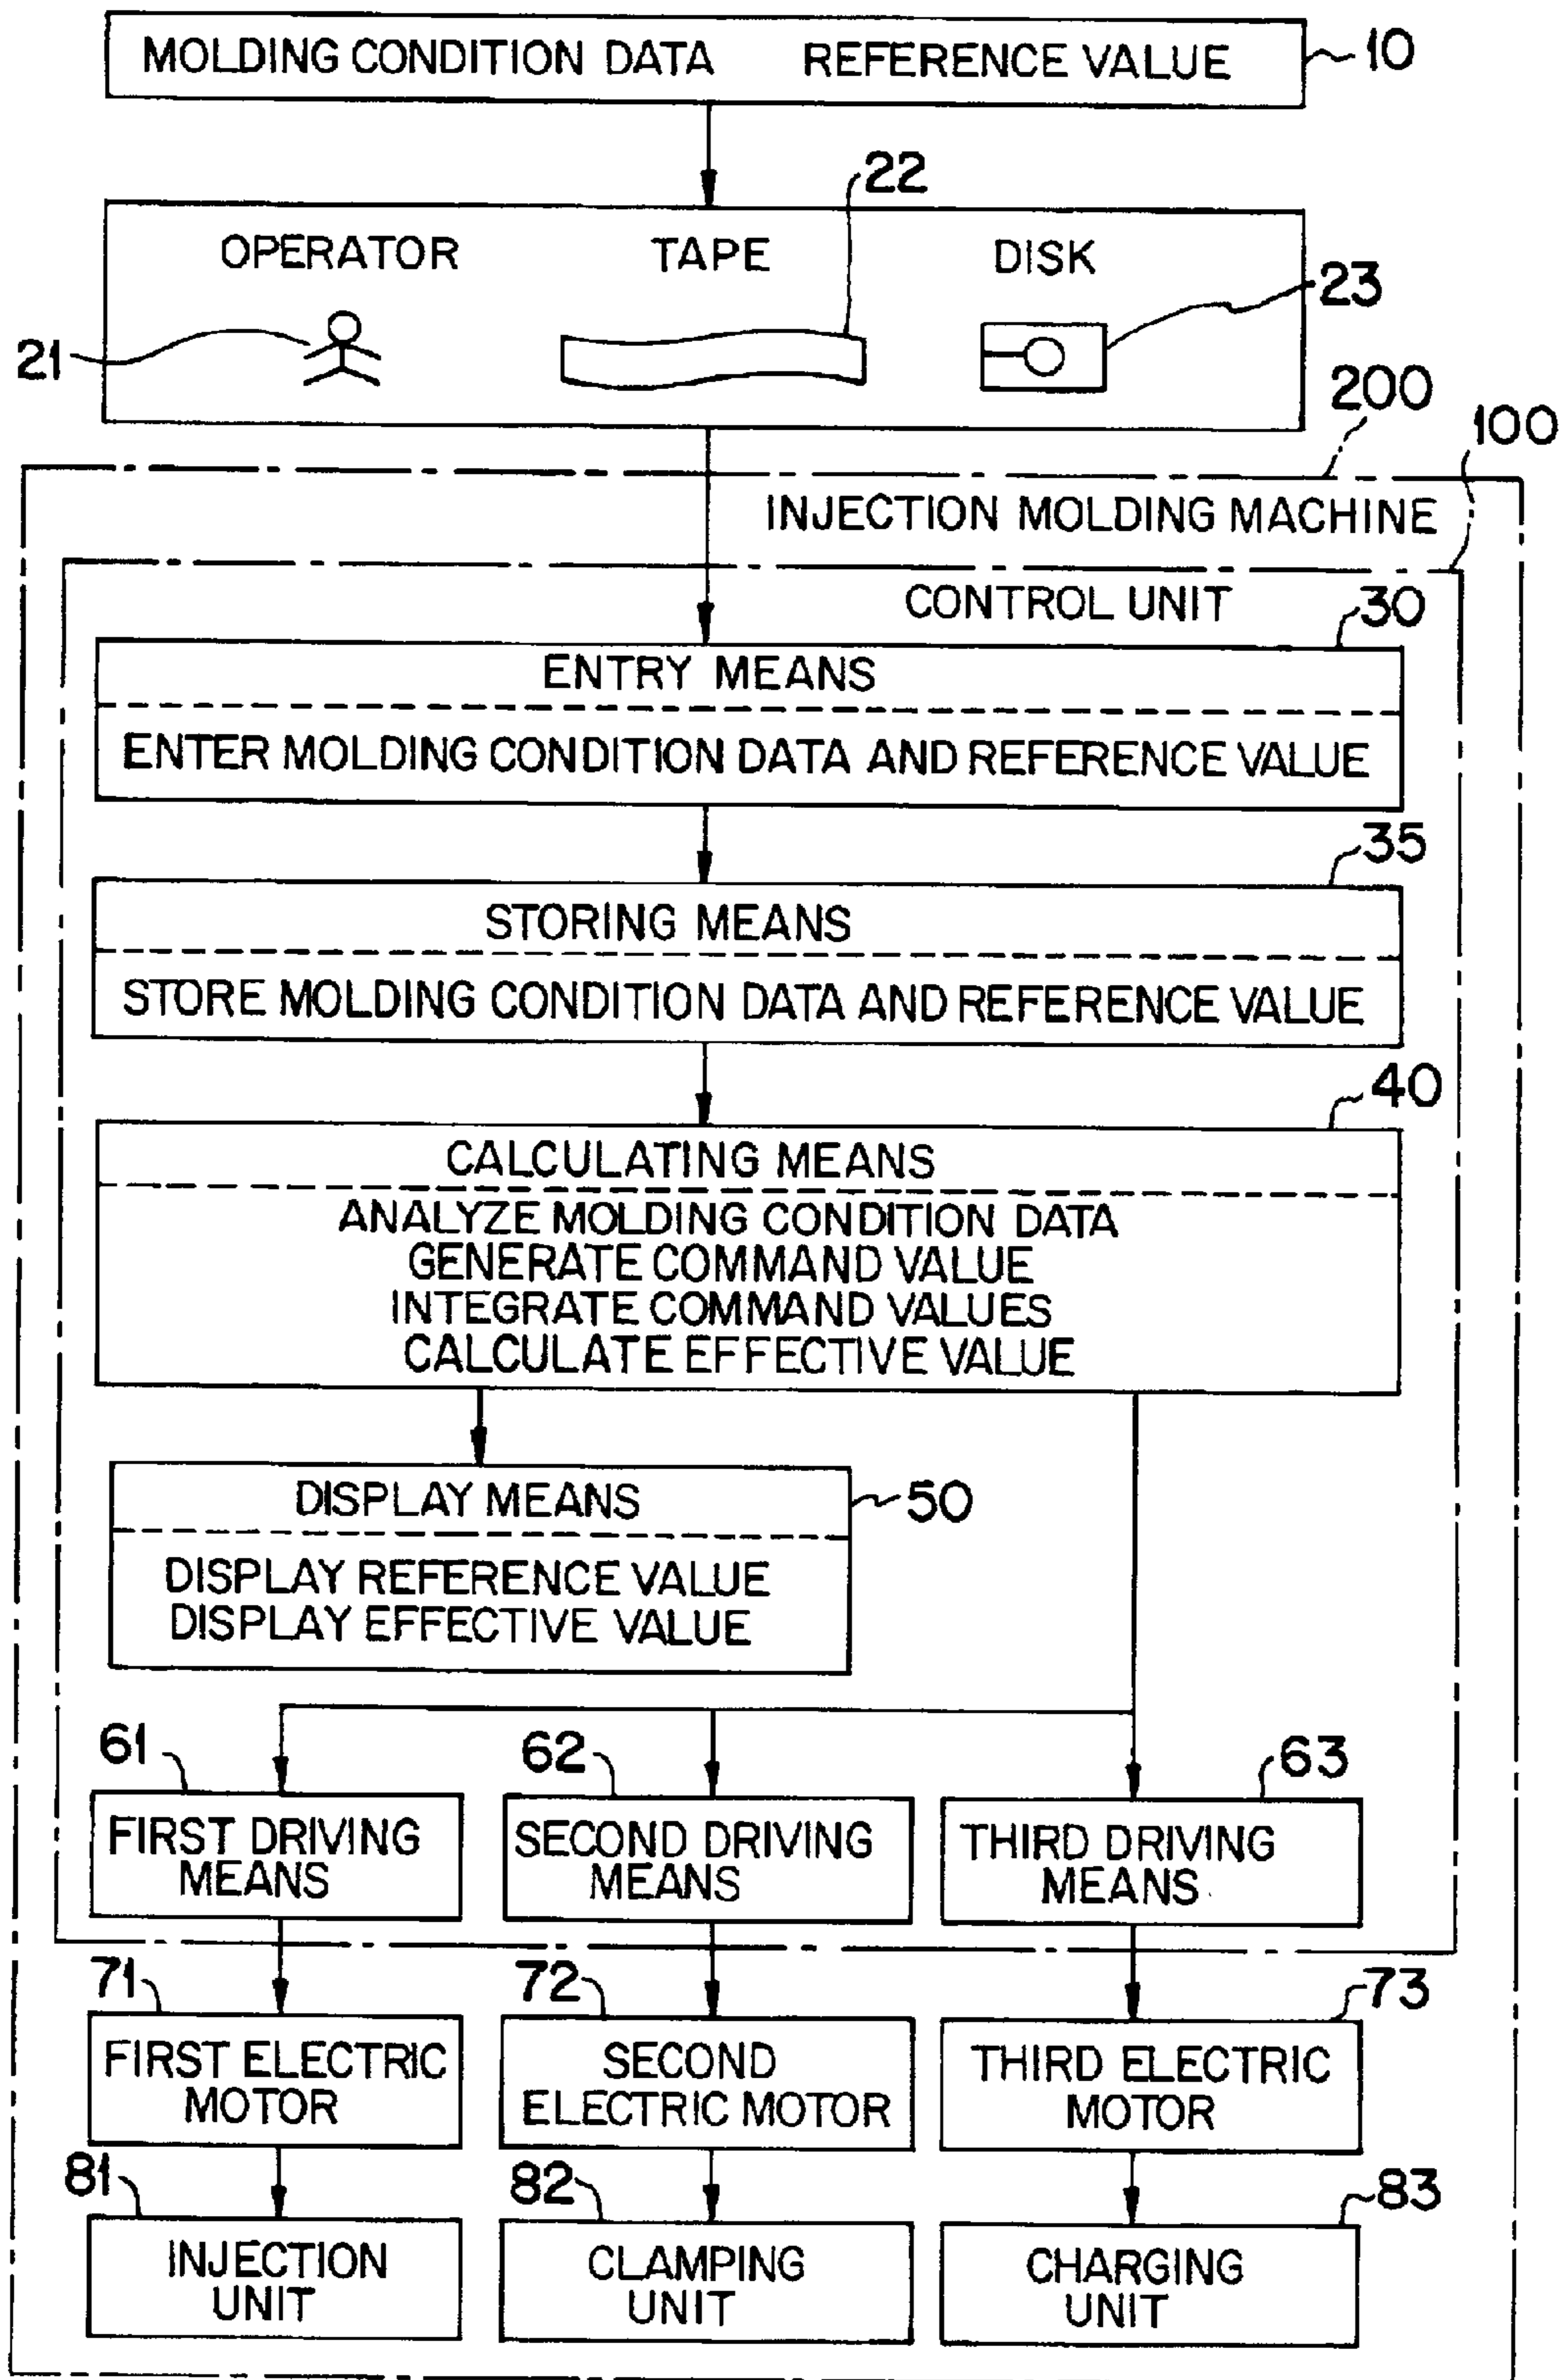 MOLDING CONDITION DATA REFERENCE VALUE
10
22
OPERATOR TAPE DISK
23
21
200
100
INJECTION MOLDING MACHINE
CONTROL UNIT
30
ENTRY MEANS
ENTER MOLDING CONDITION DATA AND REFERENCE VALUE
35
STORING MEANS
STORE MOLDING CONDITION DATA AND REFERENCE VALUE
40
CALCULATING MEANS
ANALYZE MOLDING CONDITION DATA
GENERATE COMMAND VALUE
INTEGRATE COMMAND VALUES
CALCULATE EFFECTIVE VALUE
DISPLAY MEANS
50
DISPLAY REFERENCE VALUE
DISPLAY EFFECTIVE VALUE
61
FIRST DRIVING
MEANS
62
SECOND DRIVING
MEANS
63
THIRD DRIVING
MEANS
71
FIRST ELECTRIC
MOTOR
72
SECOND
ELECTRIC MOTOR
73
THIRD ELECTRIC
MOTOR
81
INJECTION
UNIT
82
CLAMPING
UNIT
83
CHARGING
UNIT